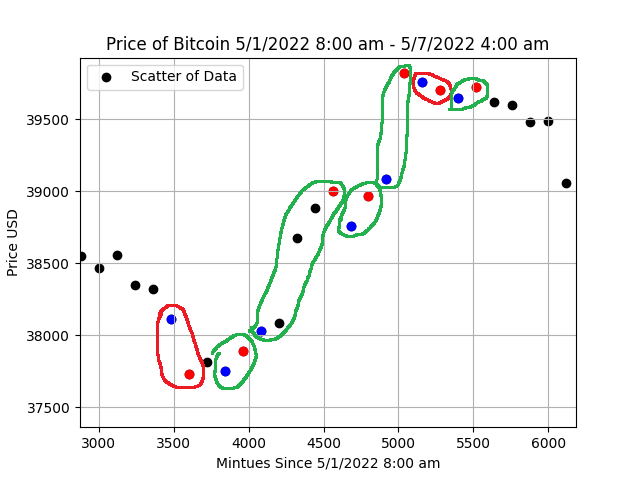 Price of Bitcoin 5/1/2022 8:00 am - 5/7/2022 4:00 am
Scatter of Data
39500
39000
38500
38000
37500
Price USD
3000 3500 4000 4500 5000 5500 6000
Mintues Since 5/1/2022 8:00 am